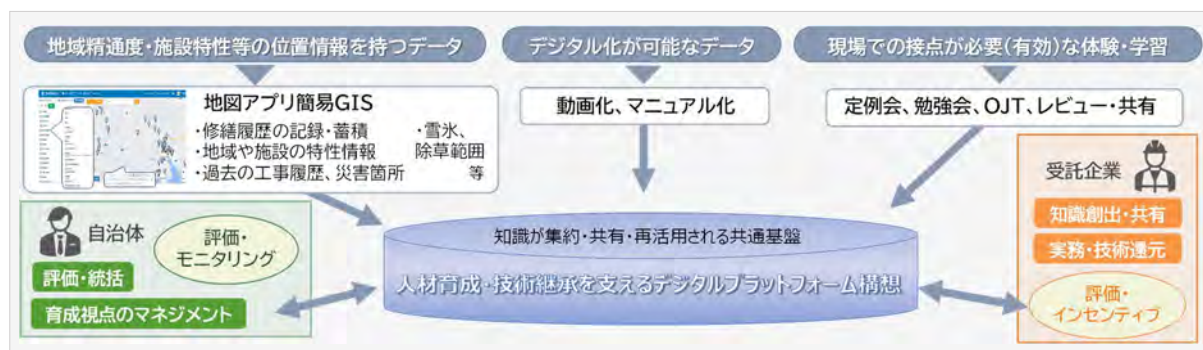 地域精通度・施設特性等の位置情報を持つデータ
デジタル化が可能なデータ
現場での接点が必要(有効)な体験・学習
地図アプリ簡易GIS
・修繕履歴の記録・蓄積
・地域や施設の特性情報
・過去の工事履歴、災害箇所
・雪氷、
除草範囲
等
動画化、マニュアル化
定例会、勉強会、OJT、レビュー・共有
自治体
評価・
モニタリング
評価・統括
育成視点のマネジメント
知識が集約・共有・再活用される共通基盤
人材育成・技術継承を支えるデジタルプラットフォーム構想
受託企業
知識創出・共有
実務・技術還元
評価・
インセンティブ